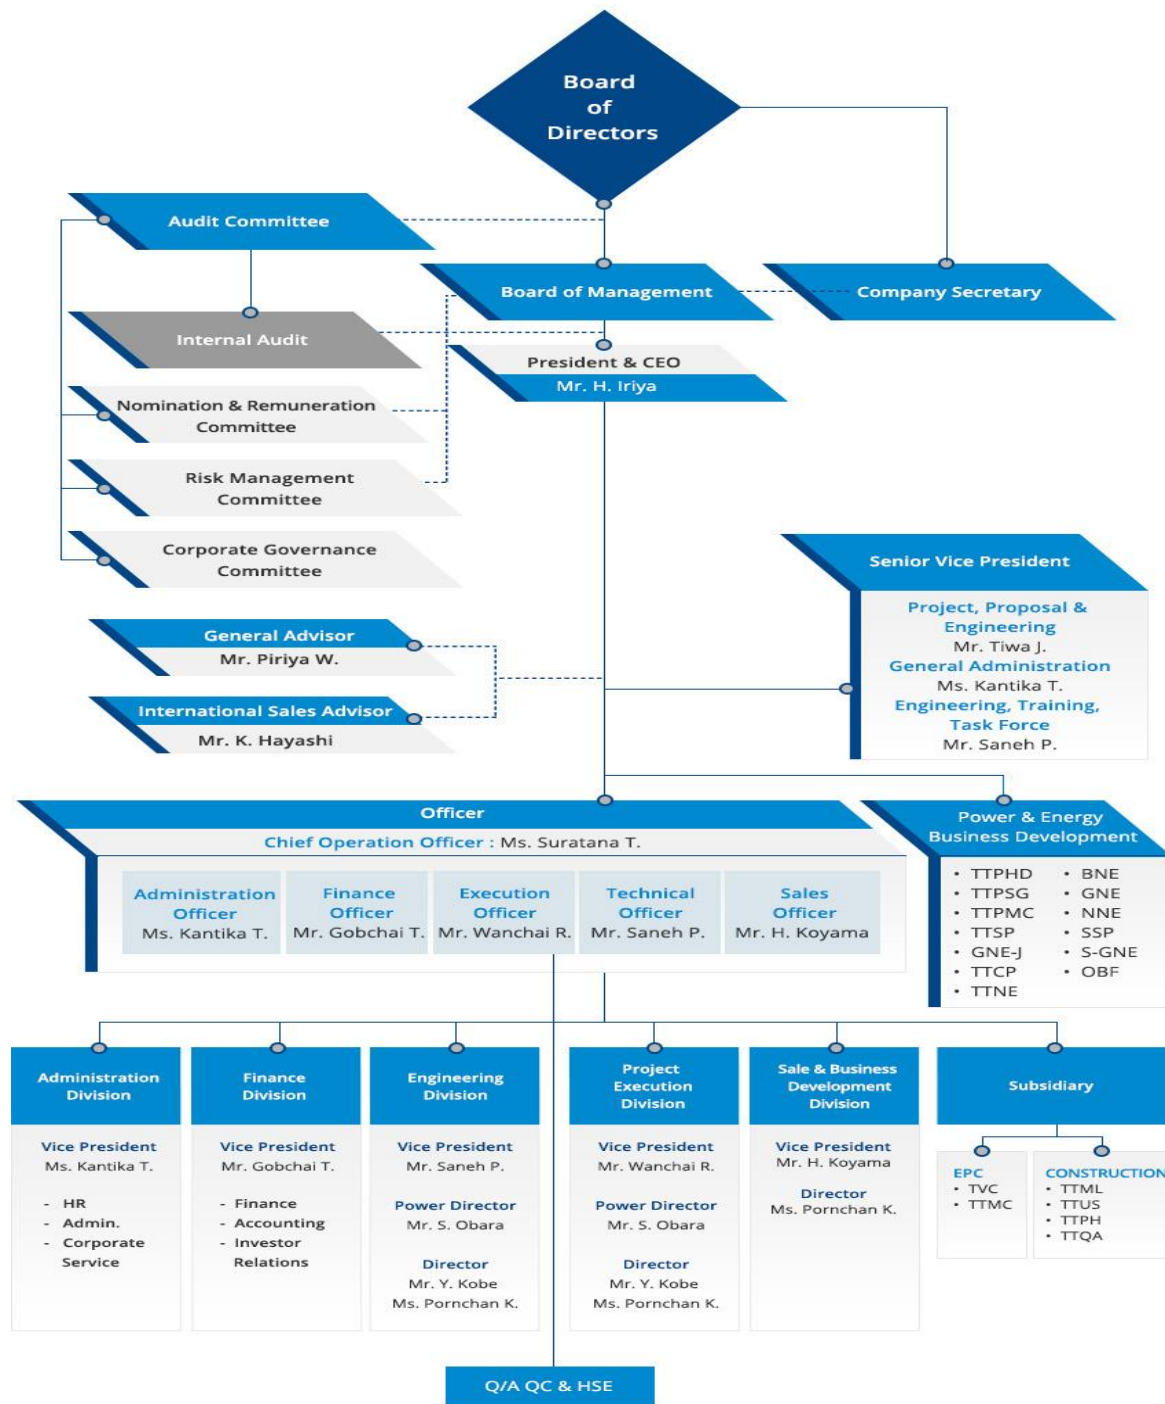 Board
of
Directors
Audit Committee
Board of Management
Company Secretary
Internal Audit
President & CEO
Mr. H. Iriya
Nomination & Remuneration
Committee
Risk Management
Committee
Corporate Governance
Committee
Senior Vice President
Project, Proposal &
Engineering
Mr. Tiwa J.
General Administration
Ms. Kantika T.
Engineering, Training,
Task Force
Mr. Saneh P.
General Advisor
Mr. Piriya W.
International Sales Advisor
Mr. K. Hayashi
Officer
Chief Operation Officer : Ms. Suratana T.
Administration
Officer
Ms. Kantika T.
Finance
Officer
Mr. Gobchai T.
Execution
Officer
Mr. Wanchai R.
Technical
Officer
Mr. Saneh P.
Sales
Officer
Mr. H. Koyama
Power & Energy
Business Development
• TTPHD
• TTPSG
• TTPMC
• TTSP
• GNE-J
• TTCP
• TTNE
• BNE
• GNE
• NNE
• SSP
• S-GNE
• OBF
Administration
Division
Vice President
Ms. Kantika T.
- HR
- Admin.
- Corporate
Service
Finance
Division
Vice President
Mr. Gobchai T.
- Finance
- Accounting
- Investor
Relations
Engineering
Division
Vice President
Mr. Saneh P.
Power Director
Mr. S. Obara
Director
Mr. Y. Kobe
Ms. Pornchan K.
Project
Execution
Division
Vice President
Mr. Wanchai R.
Power Director
Mr. S. Obara
Director
Mr. Y. Kobe
Ms. Pornchan K.
Sale & Business
Development
Division
Vice President
Mr. H. Koyama
Director
Ms. Pornchan K.
Subsidiary
EPC
• TVC
• TTMC
CONSTRUCTION
• TTML
• TTUS
• TTPH
• TTQA
Q/A QC & HSE